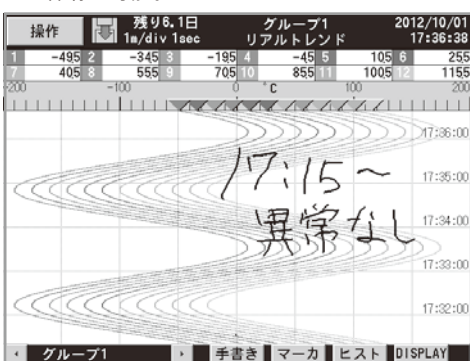 操作 残り6.1日 グループ1 2012/10/01
1m/div 1sec リアルトレンド 17:36:38
1 -495 2 -345 3 -195 4 -45 5 105 6 255
7 405 8 555 9 705 10 855 11 1005 12 1155
-200 -100 0 °C 100 200
17:36:00
17:35:00
17:34:00
17:33:00
17:32:00
17:15~
異常なし
グループ1 手書き マーカ ヒスト DISPLAY